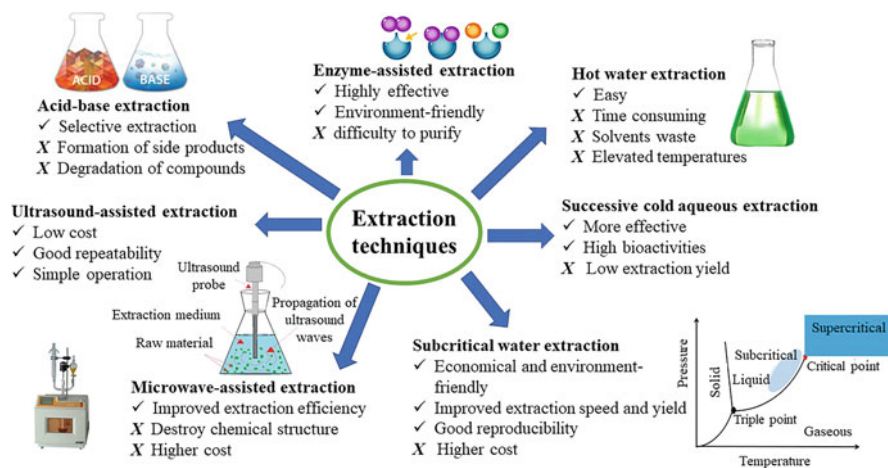 ACID
BASE
Acid-base extraction
✓ Selective extraction
X Formation of side products
X Degradation of compounds
Enzyme-assisted extraction
✓ Highly effective
✓ Environment-friendly
X difficulty to purify
Hot water extraction
✓ Easy
X Time consuming
X Solvents waste
X Elevated temperatures
Ultrasound-assisted extraction
✓ Low cost
✓ Good repeatability
✓ Simple operation
Extraction
techniques
Successive cold aqueous extraction
✓ More effective
✓ High bioactivities
X Low extraction yield
Ultrasound
probe
Extraction medium
Raw material
Propagation of
ultrasound
waves
Microwave-assisted extraction
✓ Improved extraction efficiency
X Destroy chemical structure
X Higher cost
Subcritical water extraction
✓ Economical and environment-
friendly
✓ Improved extraction speed and yield
✓ Good reproducibility
X Higher cost
Pressure
Solid
Subcritical
Liquid
Supercritical
Critical point
Triple point
Gaseous
Temperature